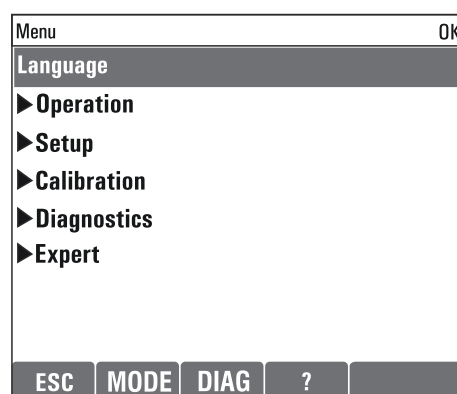 Menu OK
Language
▶Operation
▶Setup
▶Calibration
▶Diagnostics
▶Expert
ESC MODE DIAG ?